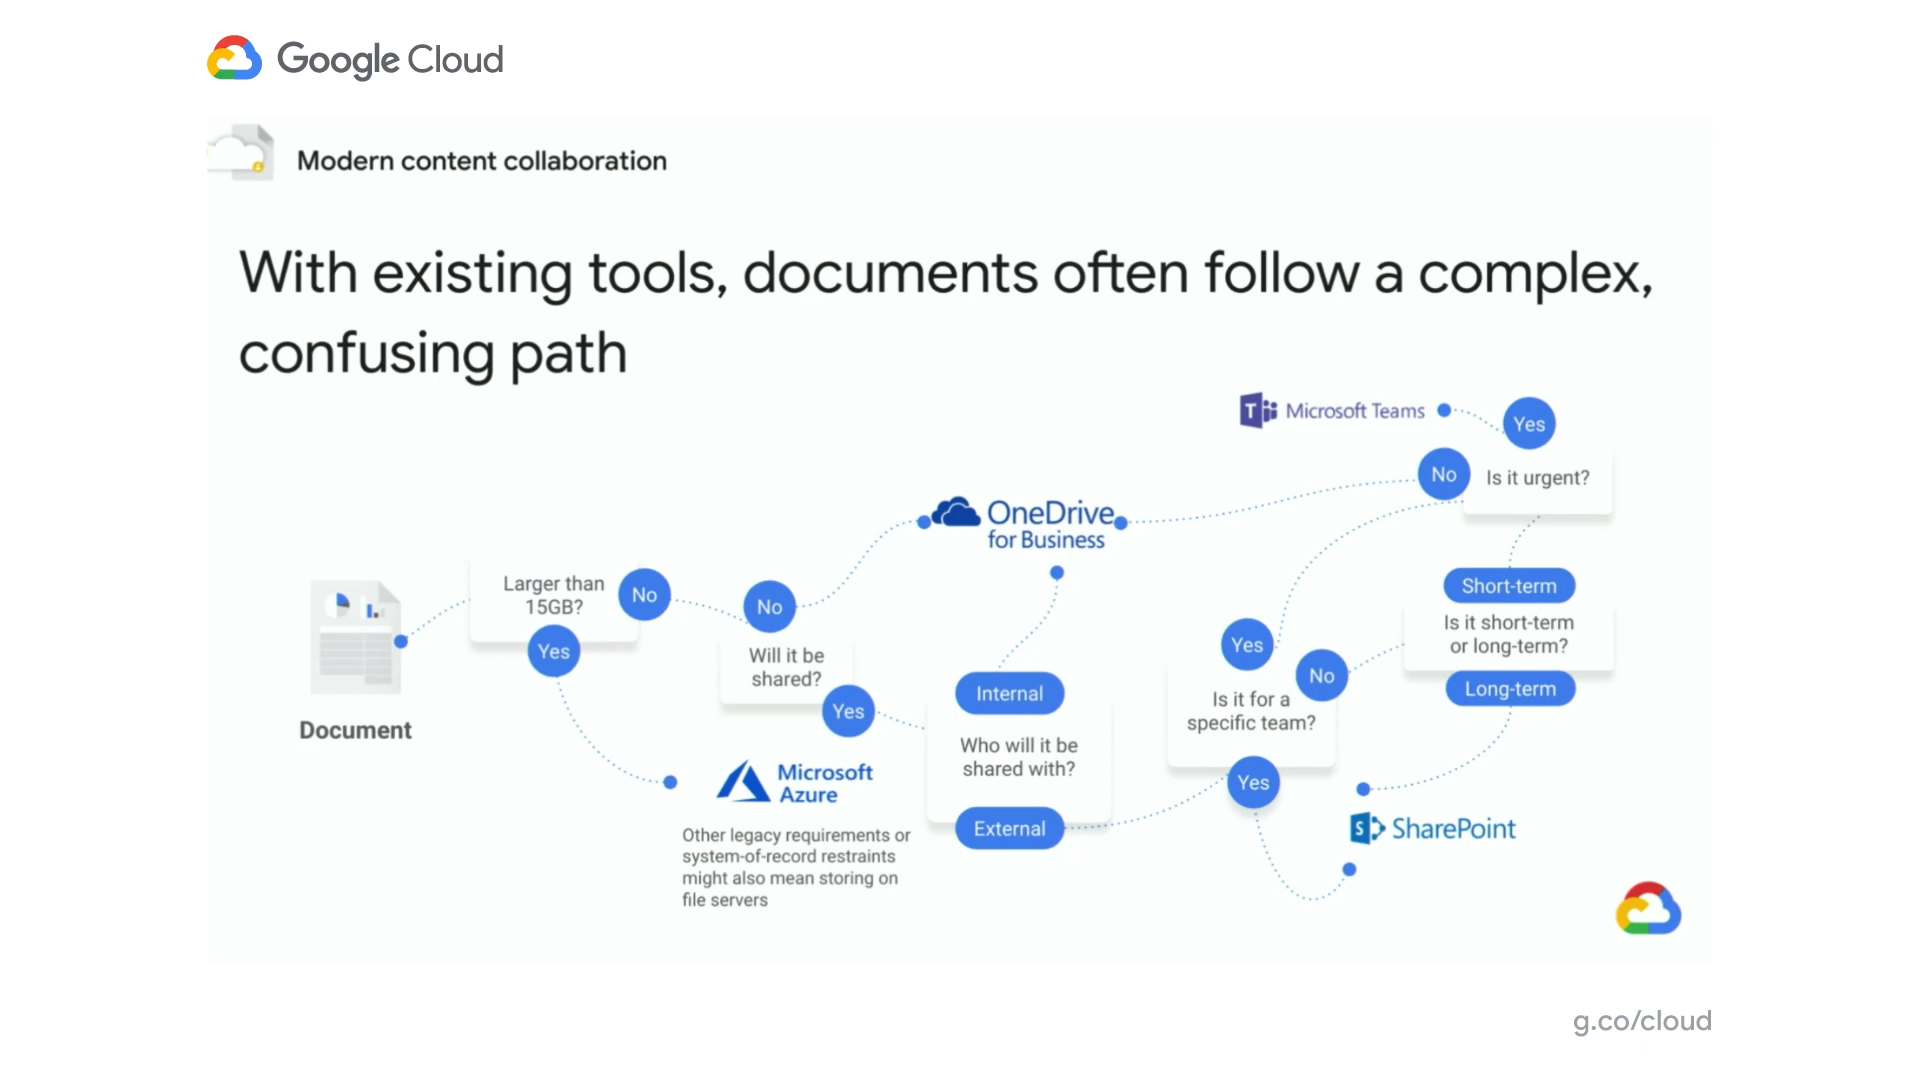 Google Cloud
Modern content collaboration
With existing tools, documents often follow a complex,
confusing path
Document
Larger than
15GB?
No
Yes
No
Will it be
shared?
Yes
Microsoft
Azure
Other legacy requirements or
system-of-record restraints
might also mean storing on
file servers
OneDrive
for Business
Internal
Who will it be
shared with?
External
Yes
No
Is it for a
specific team?
Yes
T
Microsoft Teams
Yes
No
Is it urgent?
Short-term
Is it short-term
or long-term?
Long-term
S
SharePoint
g.co/cloud